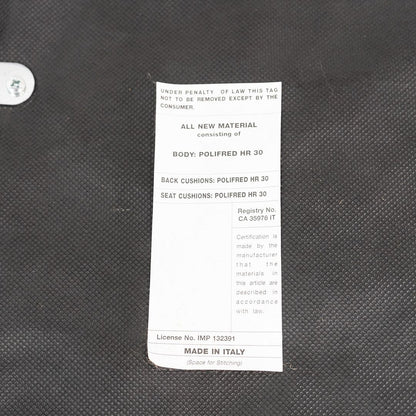 UNDER PENALTY OF LAW THIS TAG
NOT TO BE REMOVED EXCEPT BY THE
CONSUMER.
ALL NEW MATERIAL
consisting of
BODY: POLIFRED HR 30
BACK CUSHIONS: POLIFRED HR 30
SEAT CUSHIONS: POLIFRED HR 30
Registry No.
CA 35978 IT
Certification is
made by the
manufacturer
that the
materials in
this article are
described in
accordance
with law.
License No. IMP 132391
MADE IN ITALY
(Space for Stitching)